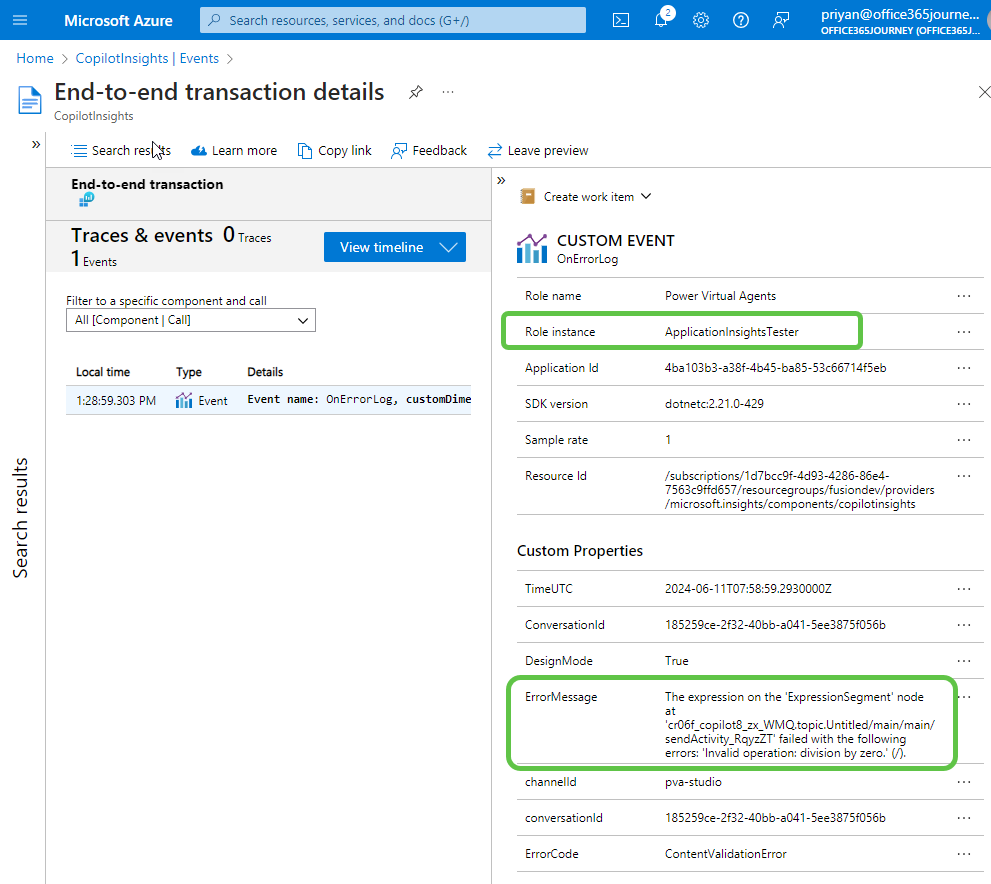 Microsoft Azure
Search resources, services, and docs (G+/)
2
priyan@office365journe...
OFFICE365JOURNEY (OFFICE365J...
Home > CopilotInsights | Events >
End-to-end transaction details
...
CopilotInsights
»
Search results
Learn more
Copy link
Feedback
Leave preview
End-to-end transaction
Traces & events 0 Traces
1 Events
View timeline
Filter to a specific component and call
All [Component | Call]
Local time Type Details
1:28:59.303 PM Event Event name: OnErrorLog, customDime
Search results
»
Create work item
CUSTOM EVENT
OnErrorLog
Role name Power Virtual Agents ...
Role instance ApplicationInsightsTester ...
Application Id 4ba103b3-a38f-4b45-ba85-53c66714f5eb ...
SDK version dotnetc:2.21.0-429 ...
Sample rate 1 ...
Resource Id /subscriptions/1d7bcc9f-4d93-4286-86e4- ...
7563c9ffd657/resourcegroups/fusiondev/providers
/microsoft.insights/components/copilotinsights
Custom Properties
TimeUTC 2024-06-11T07:58:59.2930000Z ...
ConversationId 185259ce-2f32-40bb-a041-5ee3875f056b ...
DesignMode True ...
ErrorMessage The expression on the 'ExpressionSegment' node ...
at
'cr06f_copilot8_zx_WMQ.topic.Untitled/main/main/
sendActivity_RqyzZT' failed with the following
errors: 'Invalid operation: division by zero.' (/).
channelId pva-studio ...
conversationId 185259ce-2f32-40bb-a041-5ee3875f056b ...
ErrorCode ContentValidationError ...